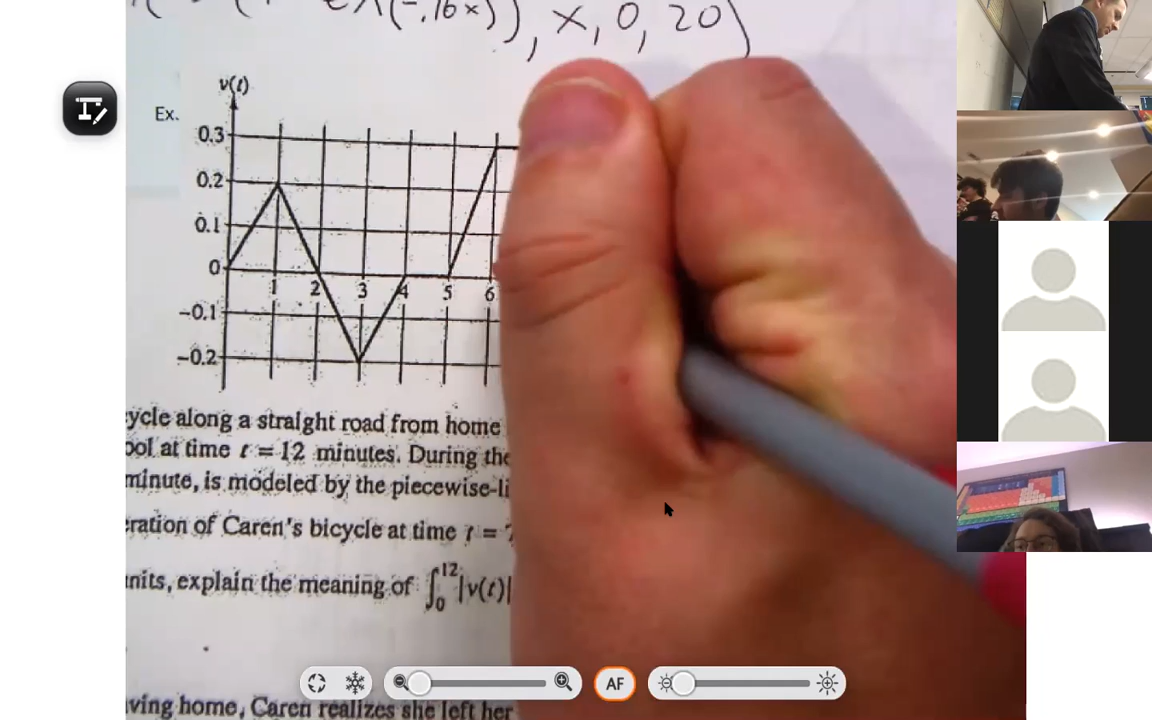 (-.16x)), x, 0, 20)
v(t)
Ex.
0.3
0.2
0.1
0
1 2 3 4 5 6
-0.1
-0.2
ycle along a straight road from home
ool at time t = 12 minutes. During the
minute, is modeled by the piecewise-li
eration of Caren's bicycle at time t =
units, explain the meaning of ∫₀¹² |v(t)|
ving home, Caren realizes she left her
AF